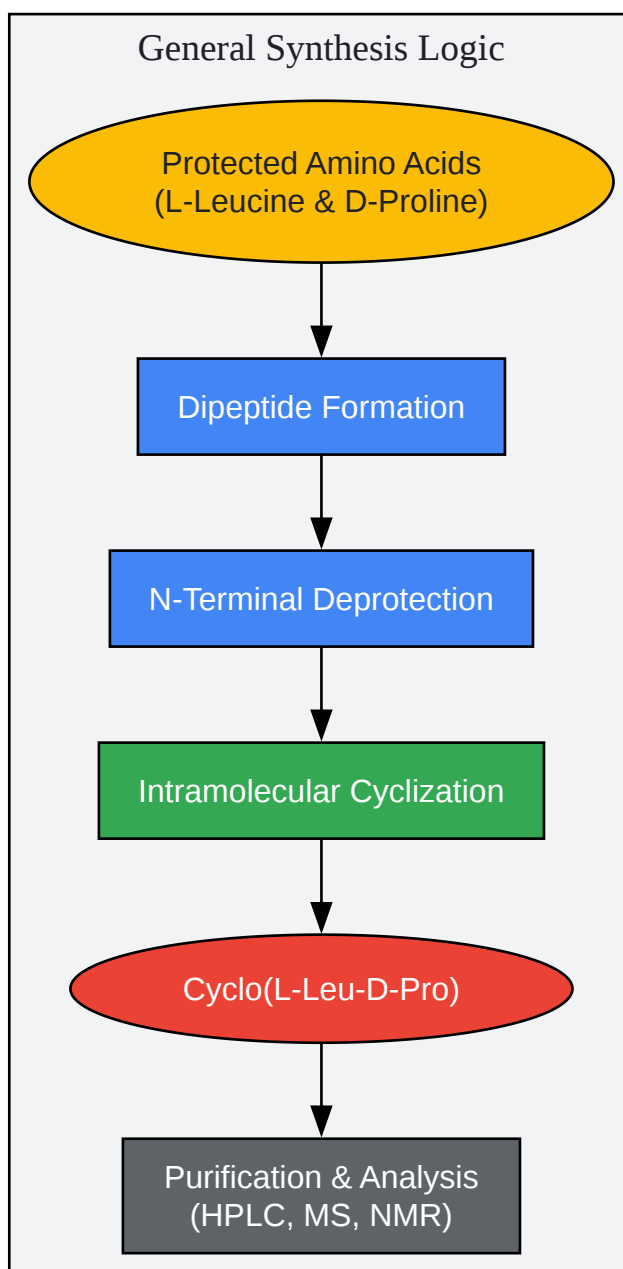 General Synthesis Logic
Protected Amino Acids
(L-Leucine & D-Proline)
Dipeptide Formation
N-Terminal Deprotection
Intramolecular Cyclization
Cyclo(L-Leu-D-Pro)
Purification & Analysis
(HPLC, MS, NMR)